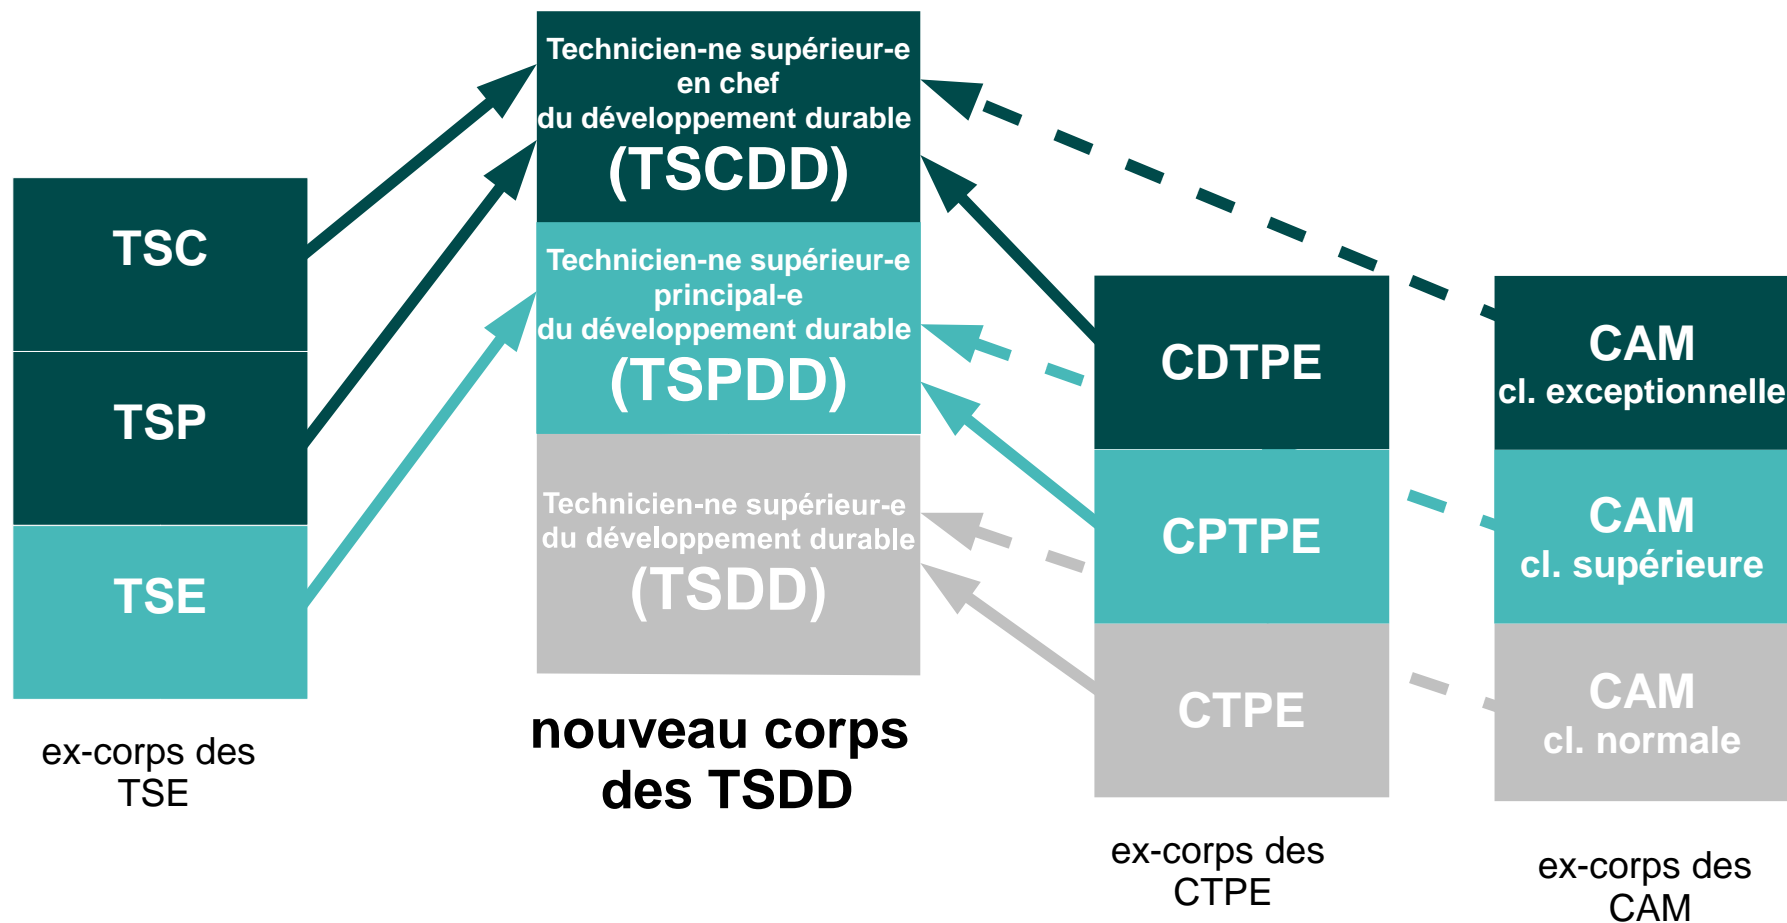 TSC
TSP
TSE
ex-corps des
TSE
Technicien-ne supérieur-e
en chef
du développement durable
(TSCDD)
Technicien-ne supérieur-e
principal-e
du développement durable
(TSPDD)
Technicien-ne supérieur-e
du développement durable
(TSDD)
nouveau corps
des TSDD
CDTPE
CPTPE
CTPE
ex-corps des
CTPE
CAM
cl. exceptionnelle
CAM
cl. supérieure
CAM
cl. normale
ex-corps des
CAM